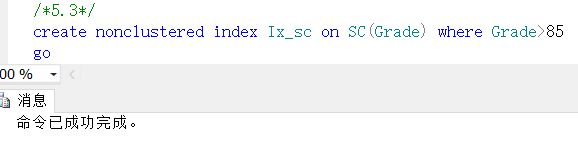 /*5.3*/
create nonclustered index Ix_sc on SC(Grade) where Grade>85
go
00 %
消息
命令已成功完成。